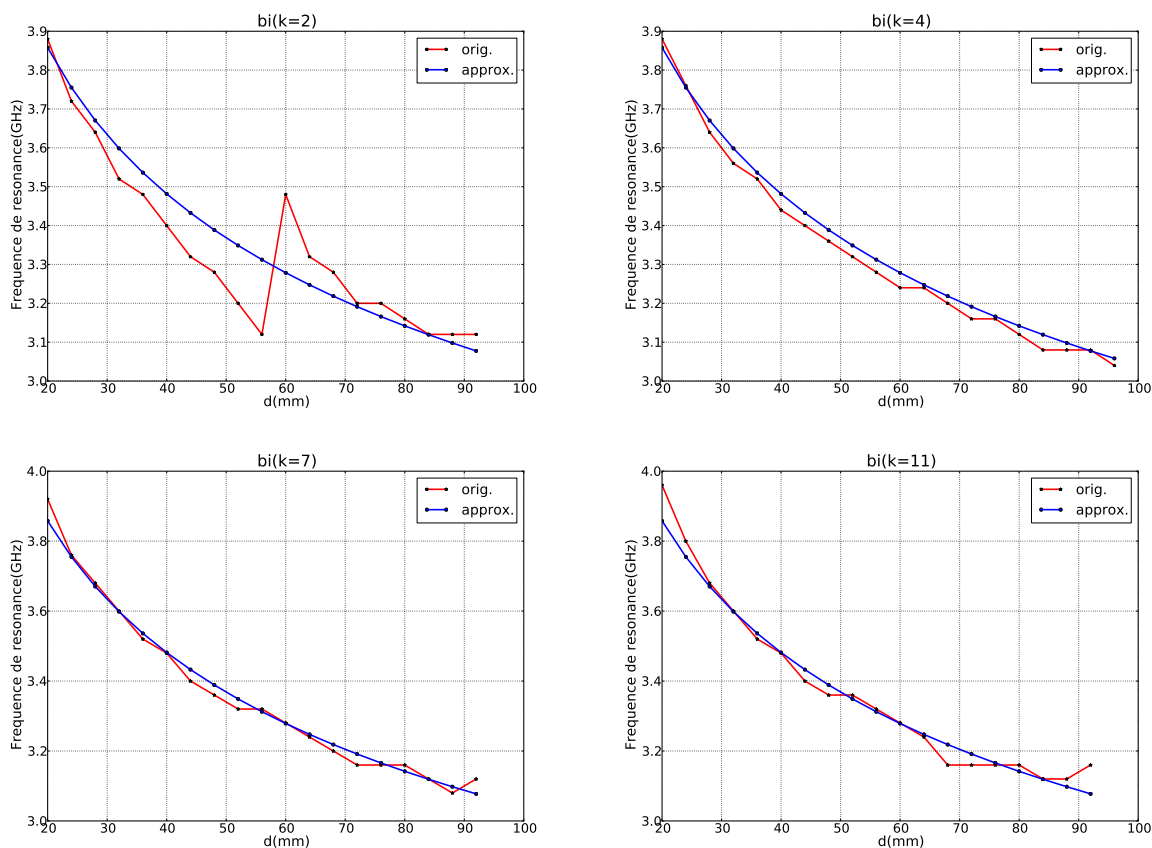 bi(k=2)
3.9
3.8
3.7
3.6
3.5
3.4
3.3
3.2
3.1
3.0
Frequence de resonance(GHz)
orig.
approx.
20 30 40 50 60 70 80 90 100
d(mm)
bi(k=4)
3.9
3.8
3.7
3.6
3.5
3.4
3.3
3.2
3.1
3.0
Frequence de resonance(GHz)
orig.
approx.
20 30 40 50 60 70 80 90 100
d(mm)
bi(k=7)
4.0
3.8
3.6
3.4
3.2
3.0
Frequence de resonance(GHz)
orig.
approx.
20 30 40 50 60 70 80 90 100
d(mm)
bi(k=11)
4.0
3.8
3.6
3.4
3.2
3.0
Frequence de resonance(GHz)
orig.
approx.
20 30 40 50 60 70 80 90 100
d(mm)